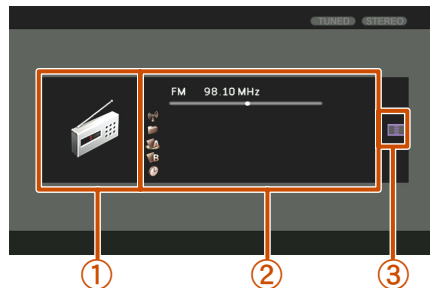 TUNED STEREO
FM 98.10 MHz
A
B
① ② ③